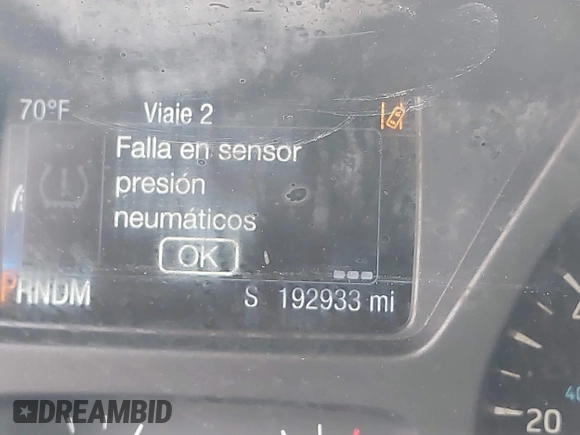 70°F Viaje 2
Falla en sensor
presión
neumáticos
OK
PRNDM S 192933 mi
20
DREAMBID